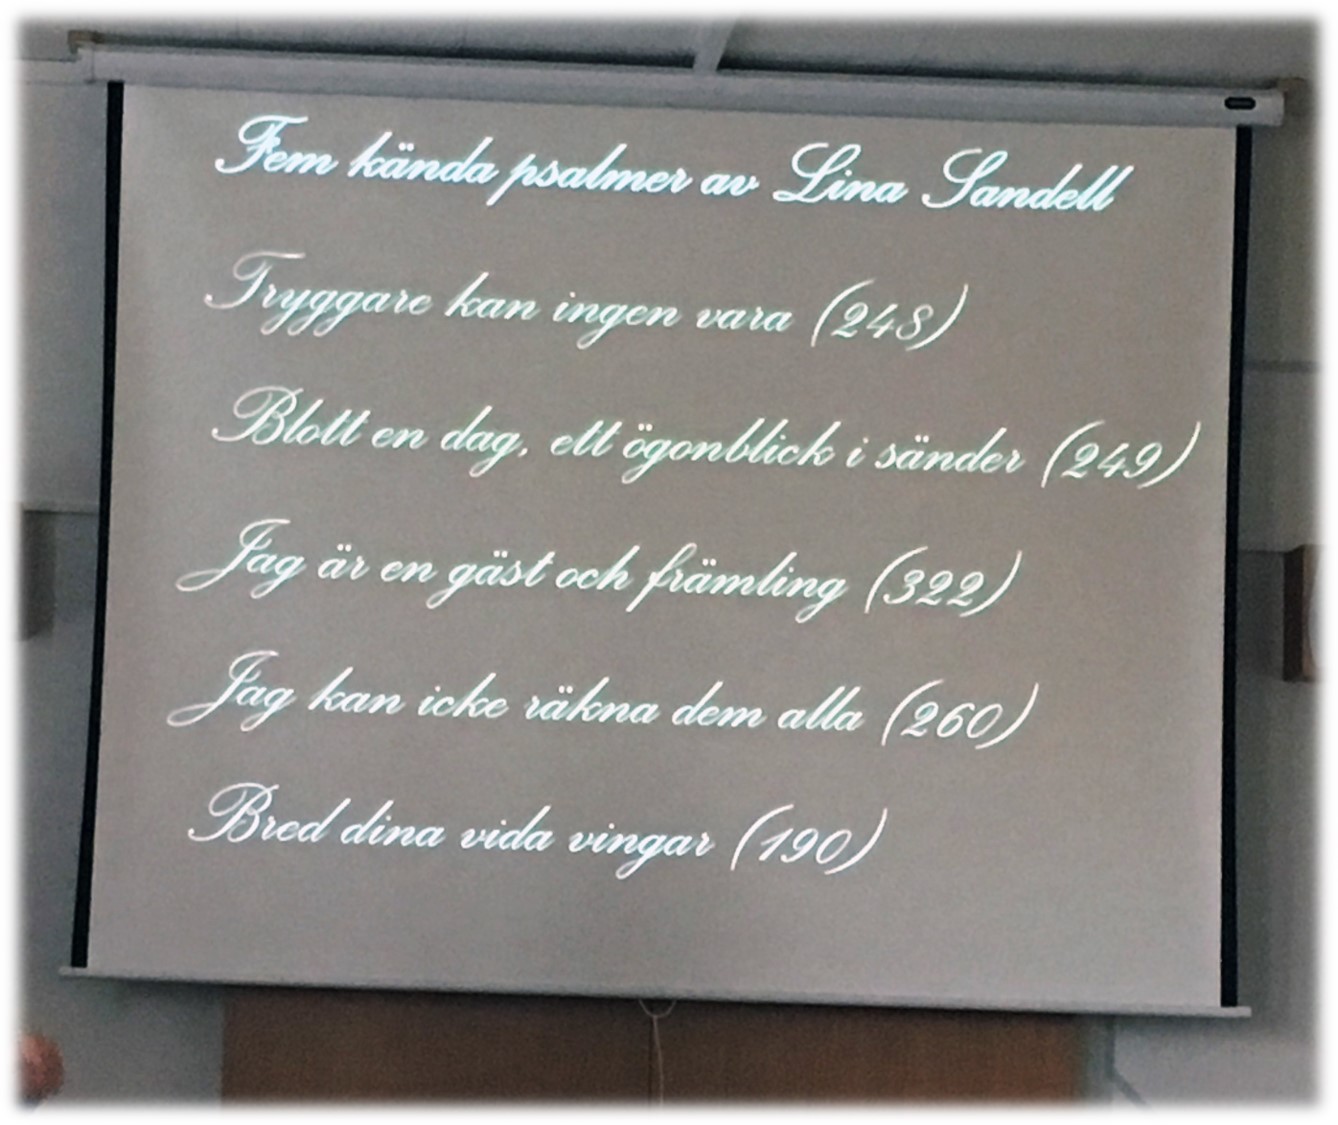 Fem kända psalmer av Lina Sandell
Tryggare kan ingen vara (248)
Blott en dag, ett ögonblick i sänder (249)
Jag är en gäst och främling (322)
Jag kan icke räkna dem alla (260)
Bred dina vida vingar (190)